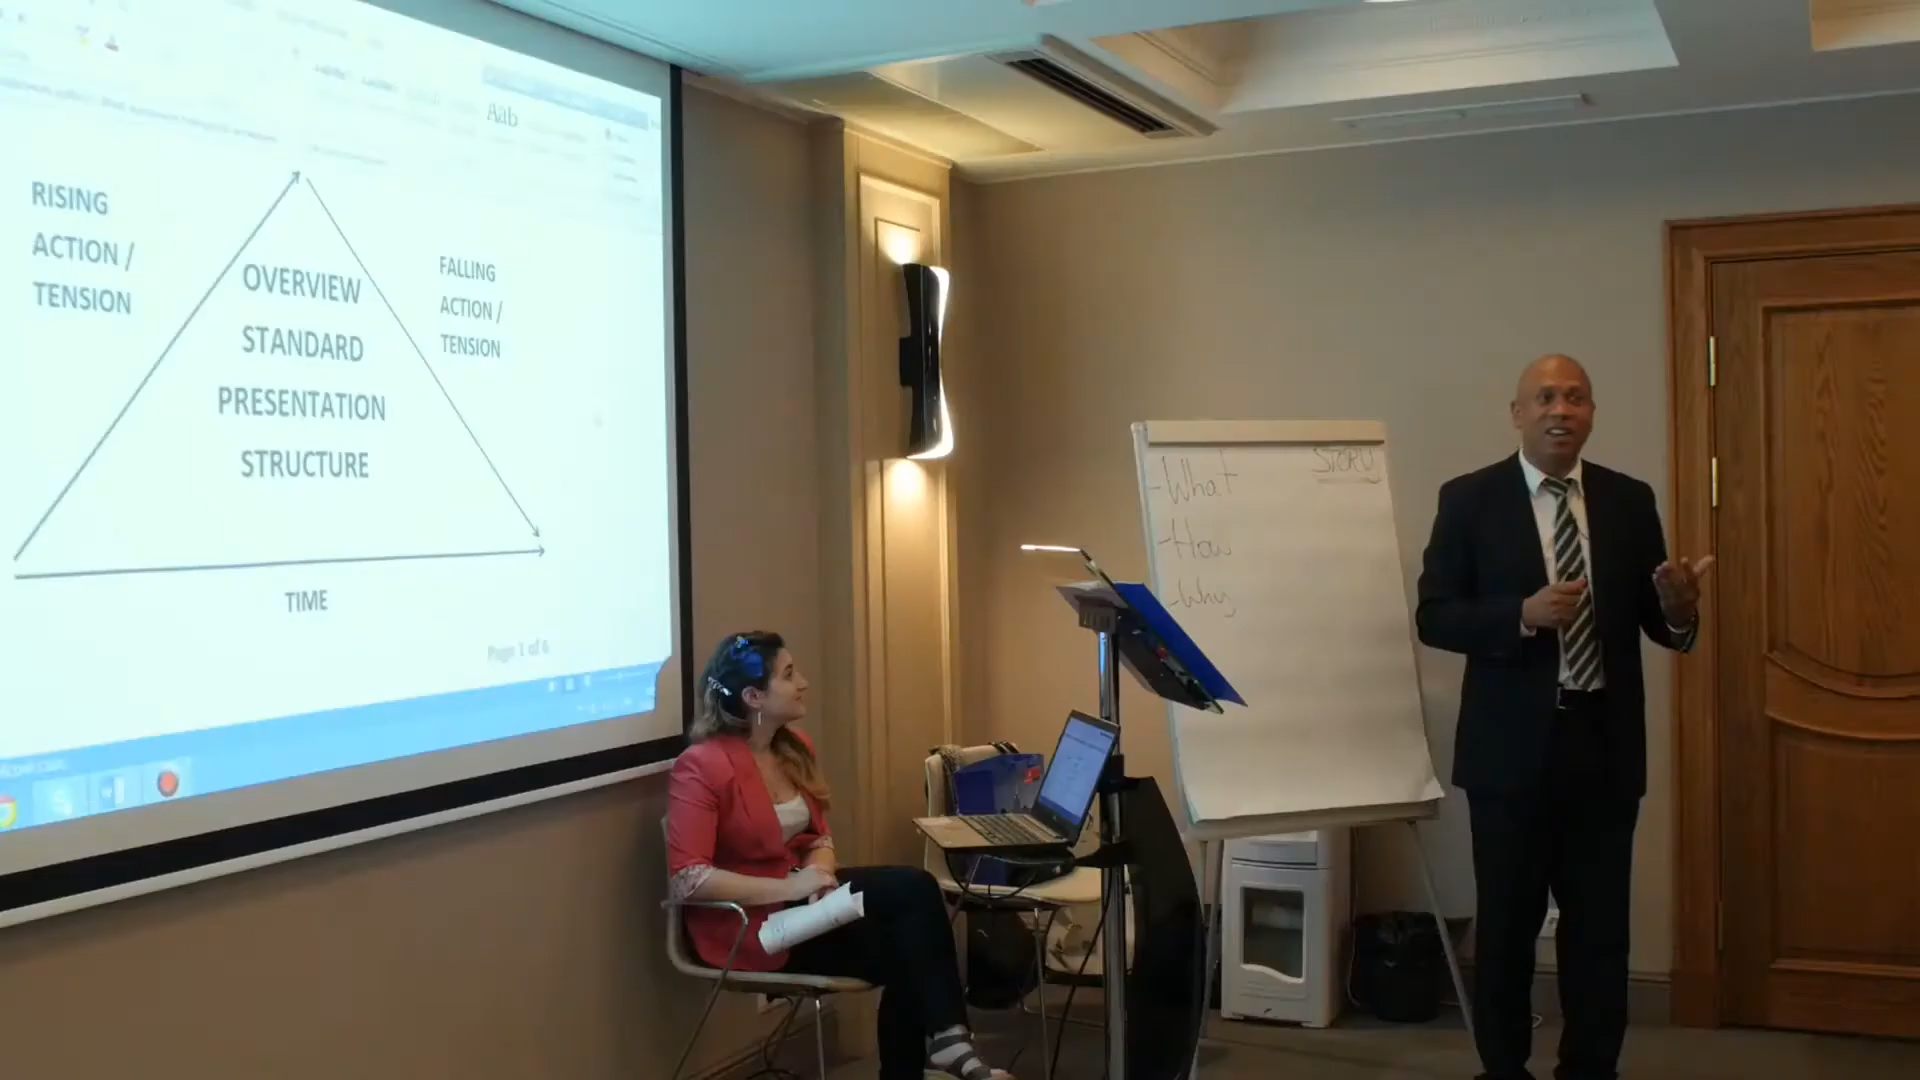 Aab
RISING
ACTION /
TENSION
OVERVIEW
STANDARD
PRESENTATION
STRUCTURE
FALLING
ACTION /
TENSION
TIME
Page 1 of 6
STORY
-What
-How
-Why